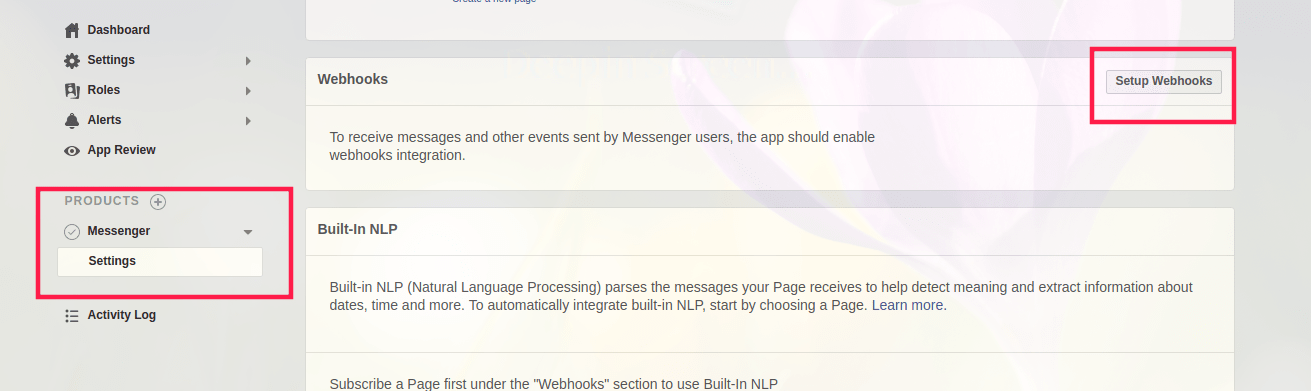 Create a new page
Dashboard
Settings
Roles
Alerts
App Review
PRODUCTS
Messenger
Settings
Activity Log
Webhooks
Setup Webhooks
To receive messages and other events sent by Messenger users, the app should enable
webhooks integration.
Built-In NLP
Built-in NLP (Natural Language Processing) parses the messages your Page receives to help detect meaning and extract information about
dates, time and more. To automatically integrate built-in NLP, start by choosing a Page. Learn more.
Subscribe a Page first under the "Webhooks" section to use Built-In NLP